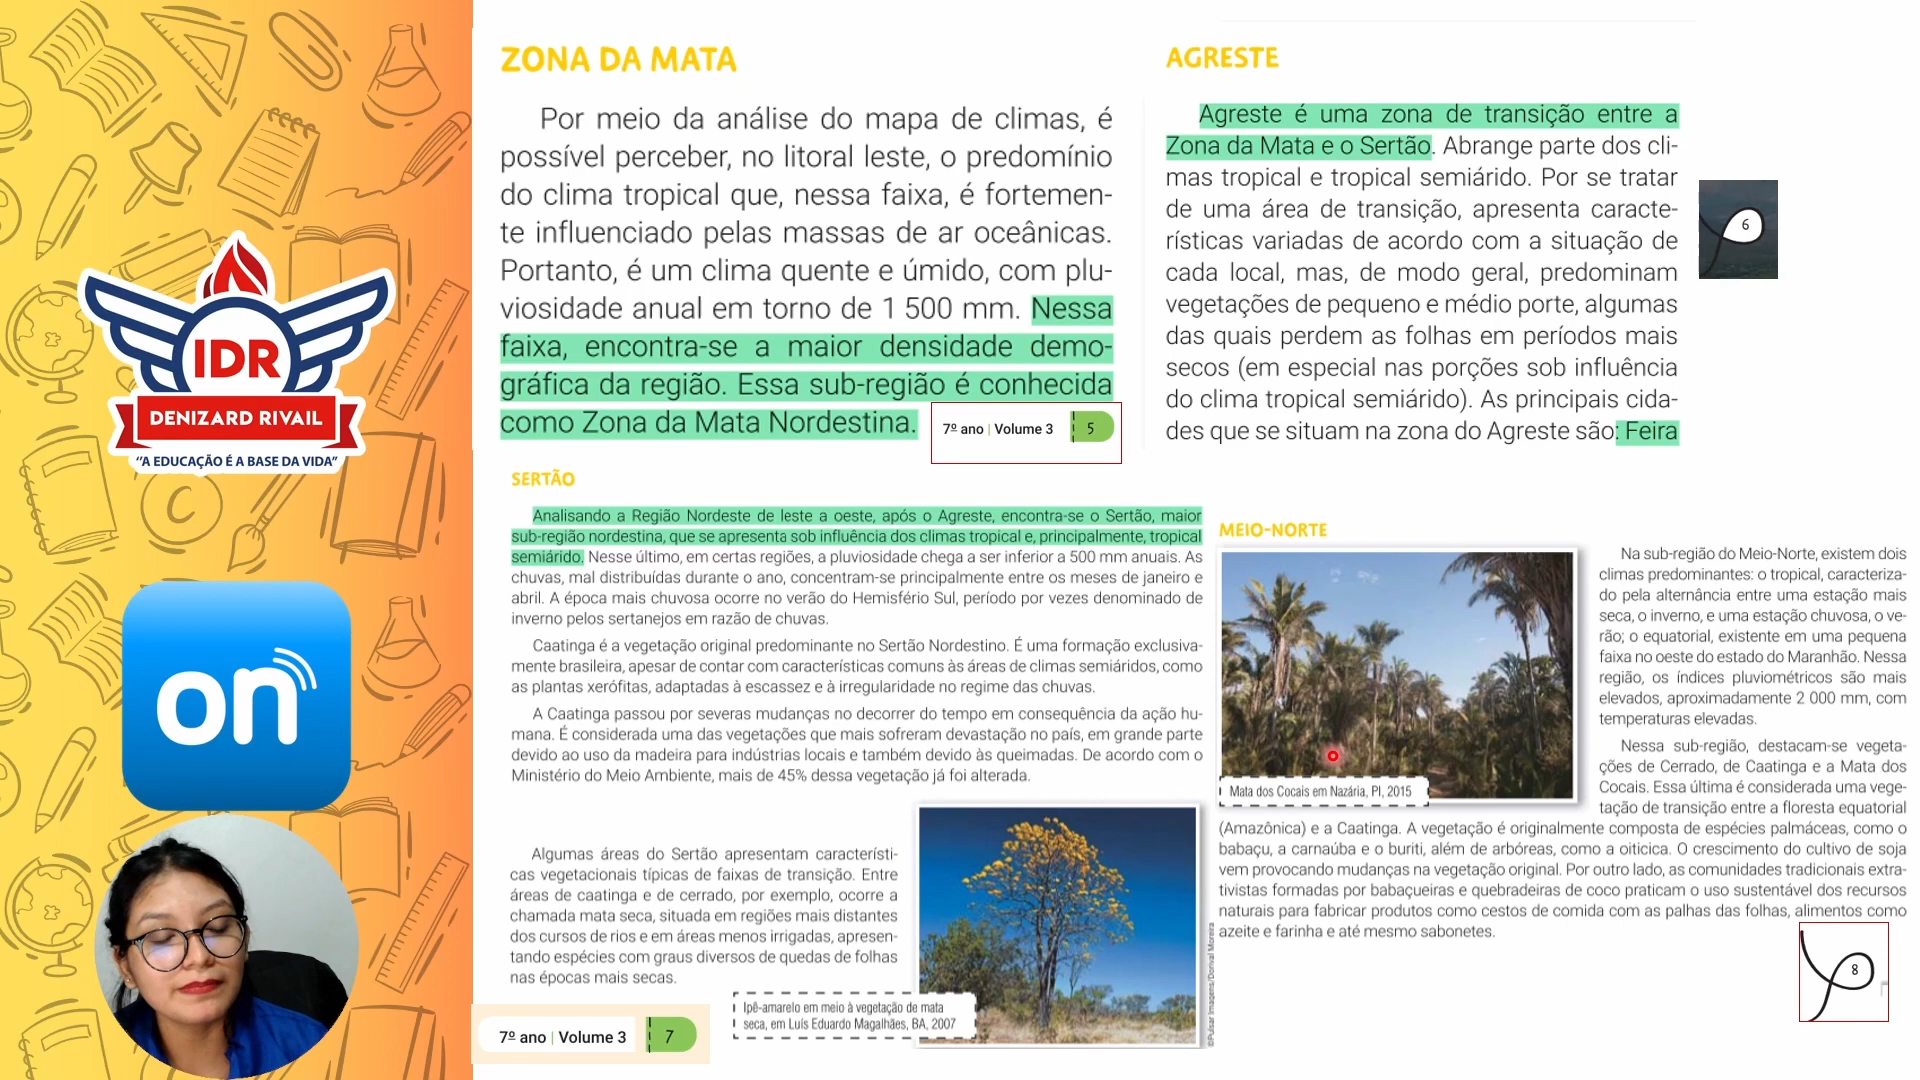 IDR
DENIZARD RIVAIL
"A EDUCAÇÃO É A BASE DA VIDA"
on
ZONA DA MATA
Por meio da análise do mapa de climas, é
possível perceber, no litoral leste, o predomínio
do clima tropical que, nessa faixa, é fortemen-
te influenciado pelas massas de ar oceânicas.
Portanto, é um clima quente e úmido, com plu-
viosidade anual em torno de 1 500 mm. Nessa
faixa, encontra-se a maior densidade demo-
gráfica da região. Essa sub-região é conhecida
como Zona da Mata Nordestina.
7º ano | Volume 3 5
AGRESTE
Agreste é uma zona de transição entre a
Zona da Mata e o Sertão. Abrange parte dos cli-
mas tropical e tropical semiárido. Por se tratar
de uma área de transição, apresenta caracte-
rísticas variadas de acordo com a situação de
cada local, mas, de modo geral, predominam
vegetações de pequeno e médio porte, algumas
das quais perdem as folhas em períodos mais
secos (em especial nas porções sob influência
do clima tropical semiárido). As principais cida-
des que se situam na zona do Agreste são: Feira
6
SERTÃO
Analisando a Região Nordeste de leste a oeste, após o Agreste, encontra-se o Sertão, maior
sub-região nordestina, que se apresenta sob influência dos climas tropical e, principalmente, tropical
semiárido. Nesse último, em certas regiões, a pluviosidade chega a ser inferior a 500 mm anuais. As
chuvas, mal distribuídas durante o ano, concentram-se principalmente entre os meses de janeiro e
abril. A época mais chuvosa ocorre no verão do Hemisfério Sul, período por vezes denominado de
inverno pelos sertanejos em razão de chuvas.
Caatinga é a vegetação original predominante no Sertão Nordestino. É uma formação exclusiva-
mente brasileira, apesar de contar com características comuns às áreas de climas semiáridos, como
as plantas xerófitas, adaptadas à escassez e à irregularidade no regime das chuvas.
A Caatinga passou por severas mudanças no decorrer do tempo em consequência da ação hu-
mana. É considerada uma das vegetações que mais sofreram devastação no país, em grande parte
devido ao uso da madeira para indústrias locais e também devido às queimadas. De acordo com o
Ministério do Meio Ambiente, mais de 45% dessa vegetação já foi alterada.
Algumas áreas do Sertão apresentam característi-
cas vegetacionais típicas de faixas de transição. Entre
áreas de caatinga e de cerrado, por exemplo, ocorre a
chamada mata seca, situada em regiões mais distantes
dos cursos de rios e em áreas menos irrigadas, apresen-
tando espécies com graus diversos de quedas de folhas
nas épocas mais secas.
Ipê-amarelo em meio à vegetação de mata
seca, em Luís Eduardo Magalhães, BA, 2007
©Pulsar Imagens/Dorival Moreira
7º ano | Volume 3 7
MEIO-NORTE
Mata dos Cocais em Nazária, PI, 2015
Na sub-região do Meio-Norte, existem dois
climas predominantes: o tropical, caracteriza-
do pela alternância entre uma estação mais
seca, o inverno, e uma estação chuvosa, o ve-
rão; o equatorial, existente em uma pequena
faixa no oeste do estado do Maranhão. Nessa
região, os índices pluviométricos são mais
elevados, aproximadamente 2 000 mm, com
temperaturas elevadas.
Nessa sub-região, destacam-se vegeta-
ções de Cerrado, de Caatinga e a Mata dos
Cocais. Essa última é considerada uma vege-
tação de transição entre a floresta equatorial
(Amazônica) e a Caatinga. A vegetação é originalmente composta de espécies palmáceas, como o
babaçu, a carnaúba e o buriti, além de arbóreas, como a oiticica. O crescimento do cultivo de soja
vem provocando mudanças na vegetação original. Por outro lado, as comunidades tradicionais extra-
tivistas formadas por babaçueiras e quebradeiras de coco praticam o uso sustentável dos recursos
naturais para fabricar produtos como cestos de comida com as palhas das folhas, alimentos como
azeite e farinha e até mesmo sabonetes.
8